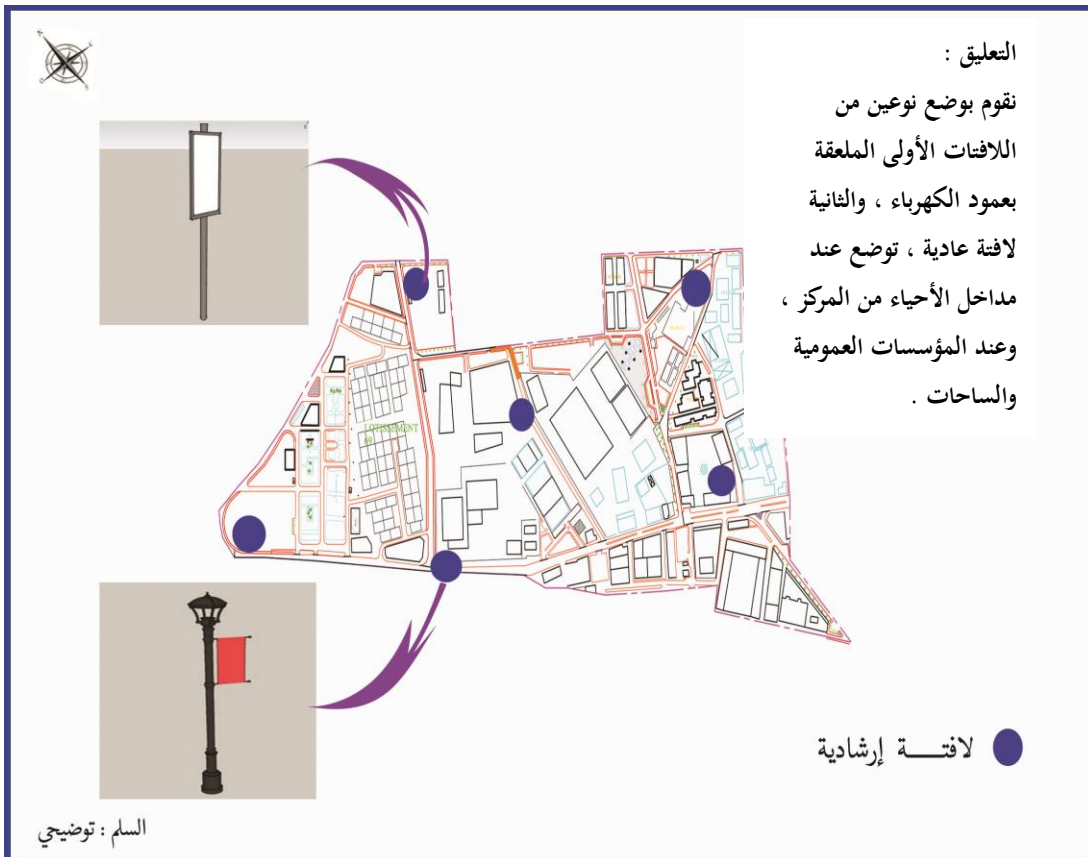 التعليق :
نقوم بوضع نوعين من
اللافتات الأولى الملعقة
بعمود الكهرباء ، والثانية
لافتة عادية ، توضع عند
مداخل الأحياء من المركز ،
وعند المؤسسات العمومية
والساحات .
LOTISSEMENT
لافتـــــة إرشادية
السلم : توضيحي